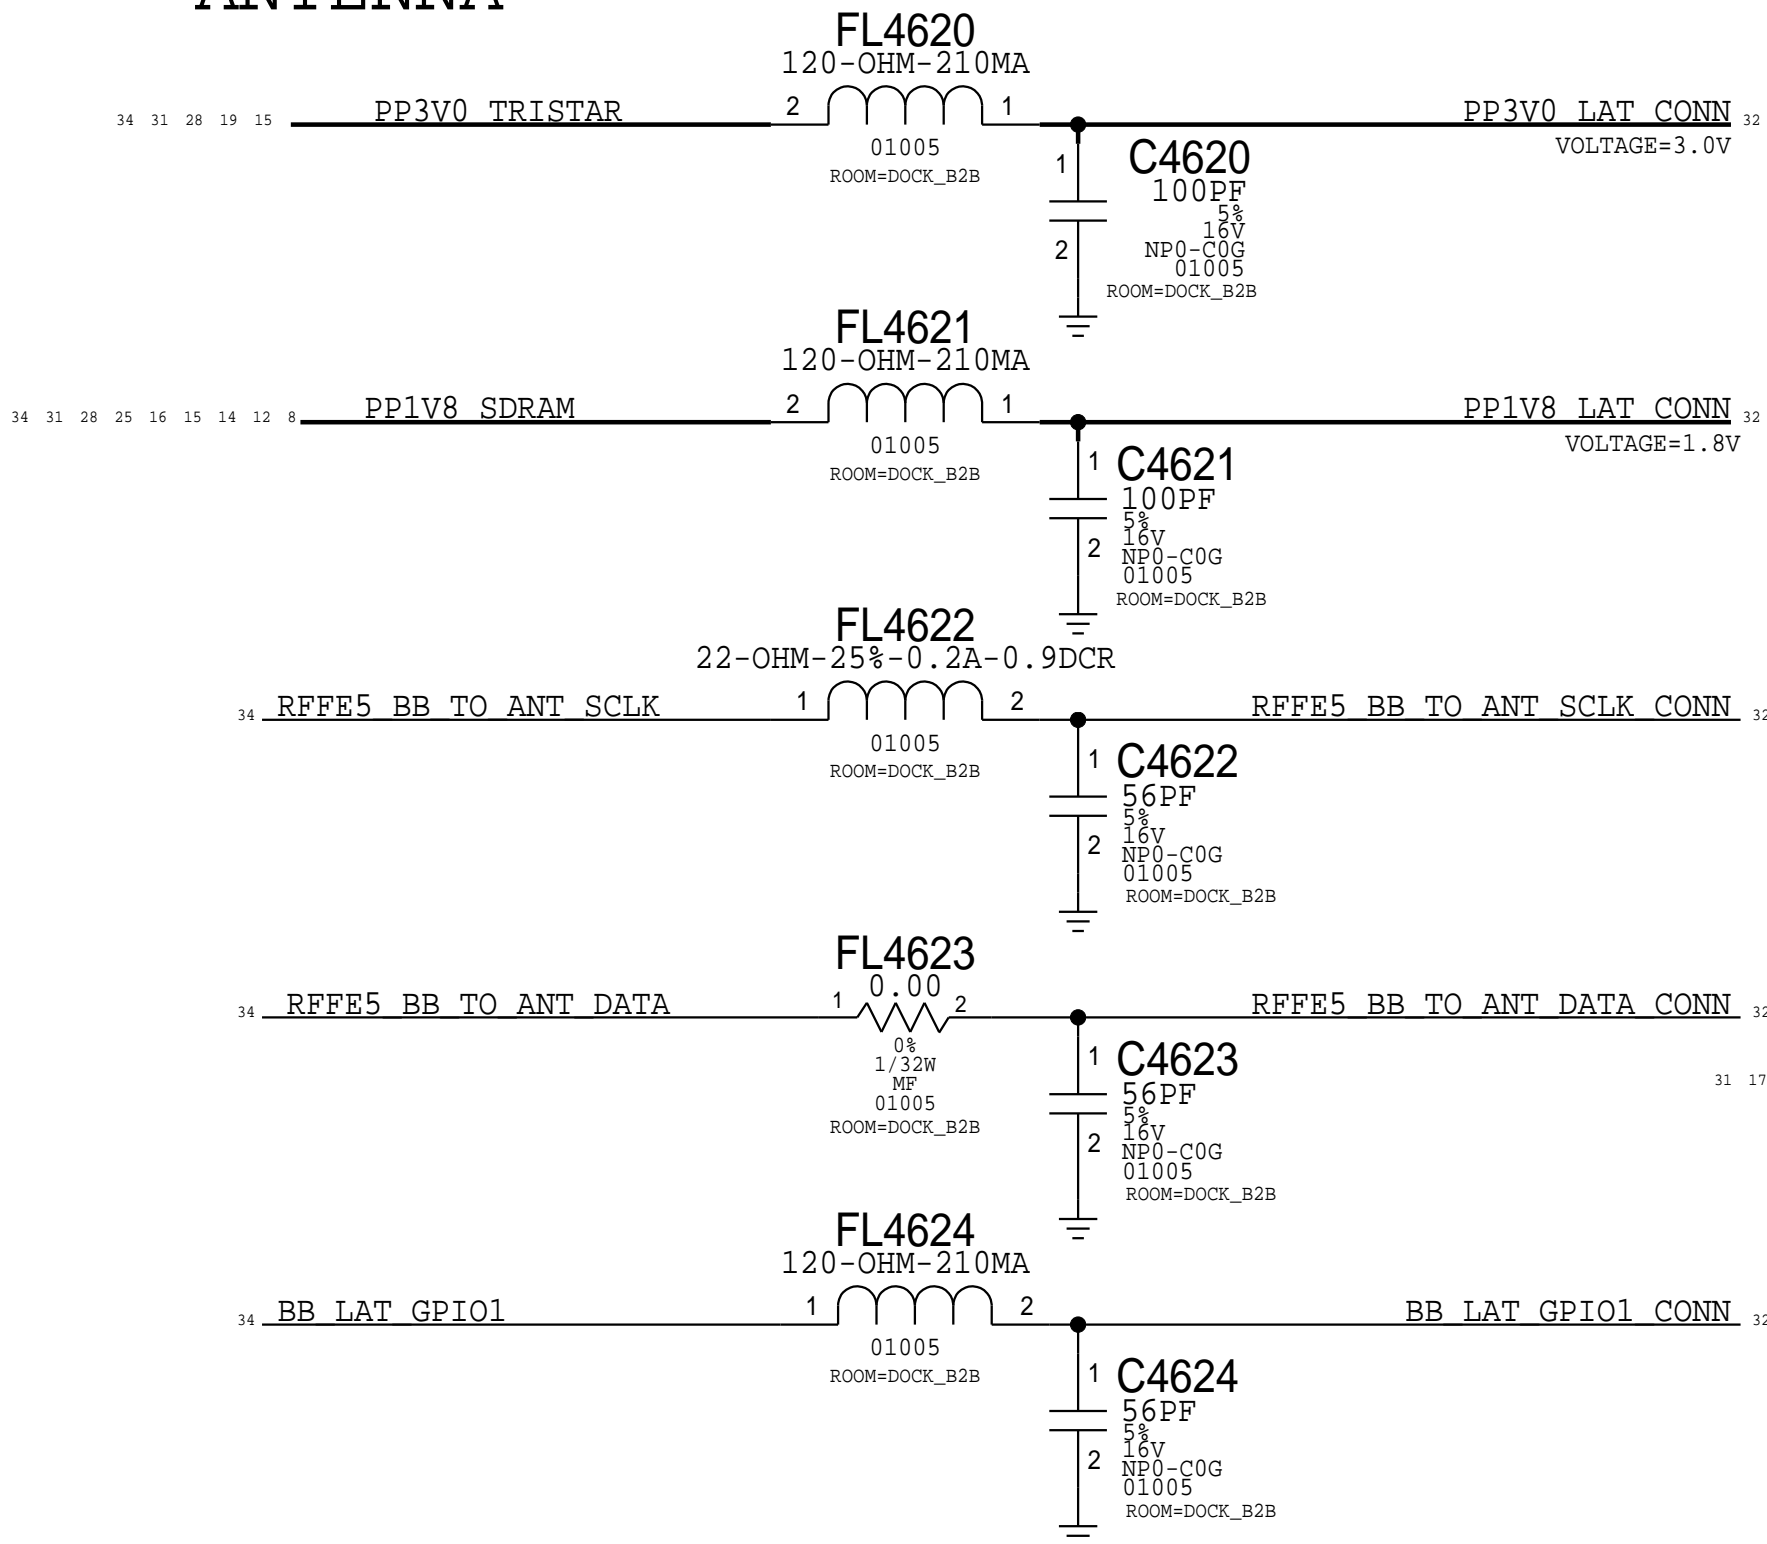 ANTENNA
FL4620
120-OHM-210MA
34 31 28 19 15 PP3V0_TRISTAR 2 1 PP3V0_LAT_CONN 32
VOLTAGE=3.0V
01005
ROOM=DOCK_B2B
1 C4620
100PF
5%
16V
2 NP0-C0G
01005
ROOM=DOCK_B2B
FL4621
120-OHM-210MA
34 31 28 25 16 15 14 12 8 PP1V8_SDRAM 2 1 PP1V8_LAT_CONN 32
VOLTAGE=1.8V
01005
ROOM=DOCK_B2B
1 C4621
100PF
5%
16V
2 NP0-C0G
01005
ROOM=DOCK_B2B
FL4622
22-OHM-25%-0.2A-0.9DCR
34 RFFE5_BB_TO_ANT_SCLK 1 2 RFFE5_BB_TO_ANT_SCLK_CONN 32
01005
ROOM=DOCK_B2B
1 C4622
56PF
5%
16V
2 NP0-C0G
01005
ROOM=DOCK_B2B
FL4623
0.00
34 RFFE5_BB_TO_ANT_DATA 1 2 RFFE5_BB_TO_ANT_DATA_CONN 32
0%
1/32W
MF
01005
ROOM=DOCK_B2B
1 C4623
31 17
56PF
5%
16V
2 NP0-C0G
01005
ROOM=DOCK_B2B
FL4624
120-OHM-210MA
34 BB_LAT_GPIO1 1 2 BB_LAT_GPIO1_CONN 32
01005
ROOM=DOCK_B2B
1 C4624
56PF
5%
16V
2 NP0-C0G
01005
ROOM=DOCK_B2B